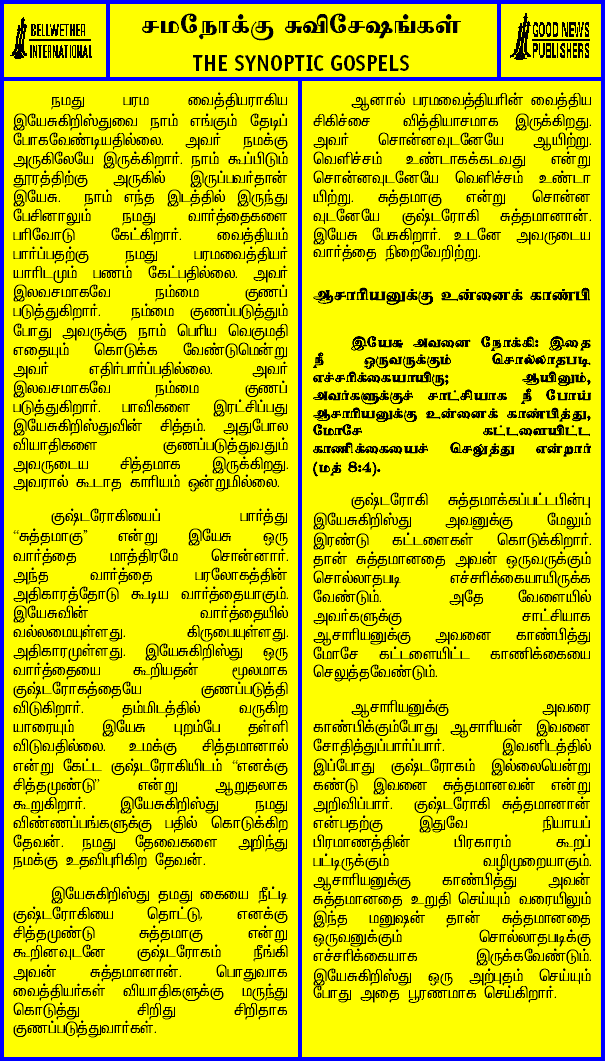 BELLWETHER
INTERNATIONAL
சமநோக்கு சுவிசேஷங்கள்
THE SYNOPTIC GOSPELS
GOOD NEWS
PUBLISHERS
நமது பரம வைத்தியராகிய
இயேசுகிறிஸ்துவை நாம் எங்கும் தேடிப்
போகவேண்டியதில்லை. அவர் நமக்கு
அருகிலேயே இருக்கிறார். நாம் கூப்பிடும்
தூரத்திற்கு அருகில் இருப்பவர்தான்
இயேசு. நாம் எந்த இடத்தில் இருந்து
பேசினாலும் நமது வார்த்தைகளை
பரிவோடு கேட்கிறார். வைத்தியம்
பார்ப்பதற்கு நமது பரமவைத்தியர்
யாரிடமும் பணம் கேட்பதில்லை. அவர்
இலவசமாகவே நம்மை குணப்
படுத்துகிறார். நம்மை குணப்படுத்தும்
போது அவருக்கு நாம் பெரிய வெகுமதி
எதையும் கொடுக்க வேண்டுமென்று
அவர் எதிர்பார்ப்பதில்லை. அவர்
இலவசமாகவே நம்மை குணப்
படுத்துகிறார். பாவிகளை இரட்சிப்பது
இயேசுகிறிஸ்துவின் சித்தம். அதுபோல
வியாதிகளை குணப்படுத்துவதும்
அவருடைய சித்தமாக இருக்கிறது.
அவரால் கூடாத காரியம் ஒன்றுமில்லை.
குஷ்டரோகியைப் பார்த்து
“சுத்தமாகு” என்று இயேசு ஒரு
வார்த்தை மாத்திரமே சொன்னார்.
அந்த வார்த்தை பரலோகத்தின்
அதிகாரத்தோடு கூடிய வார்த்தையாகும்.
இயேசுவின் வார்த்தையில்
வல்லமையுள்ளது. கிருபையுள்ளது.
அதிகாரமுள்ளது. இயேசுகிறிஸ்து ஒரு
வார்த்தையை கூறியதன் மூலமாக
குஷ்டரோகத்தையே குணப்படுத்தி
விடுகிறார். தம்மிடத்தில் வருகிற
யாரையும் இயேசு புறம்பே தள்ளி
விடுவதில்லை. உமக்கு சித்தமானால்
என்று கேட்ட குஷ்டரோகியிடம் “எனக்கு
சித்தமுண்டு” என்று ஆறுதலாக
கூறுகிறார். இயேசுகிறிஸ்து நமது
விண்ணப்பங்களுக்கு பதில் கொடுக்கிற
தேவன். நமது தேவைகளை அறிந்து
நமக்கு உதவிபுரிகிற தேவன்.
இயேசுகிறிஸ்து தமது கையை நீட்டி
குஷ்டரோகியை தொட்டு, எனக்கு
சித்தமுண்டு சுத்தமாகு என்று
கூறினவுடனே குஷ்டரோகம் நீங்கி
அவன் சுத்தமானான். பொதுவாக
வைத்தியர்கள் வியாதிகளுக்கு மருந்து
கொடுத்து சிறிது சிறிதாக
குணப்படுத்துவார்கள்.
ஆனால் பரமவைத்தியரின் வைத்திய
சிகிச்சை வித்தியாசமாக இருக்கிறது.
அவர் சொன்னவுடனேயே ஆயிற்று.
வெளிச்சம் உண்டாகக்கடவது என்று
சொன்னவுடனேயே வெளிச்சம் உண்டா
யிற்று. சுத்தமாகு என்று சொன்ன
வுடனேயே குஷ்டரோகி சுத்தமானான்.
இயேசு பேசுகிறார். உடனே அவருடைய
வார்த்தை நிறைவேறிற்று.
ஆசாரியனுக்கு உன்னைக் காண்பி
இயேசு அவனை நோக்கி: இதை
நீ ஒருவருக்கும் சொல்லாதபடி
எச்சரிக்கையாயிரு; ஆயினும்,
அவர்களுக்குச் சாட்சியாக நீ போய்
ஆசாரியனுக்கு உன்னைக் காண்பித்து,
மோசே கட்டளையிட்ட
காணிக்கையைச் செலுத்து என்றார்
(மத் 8:4).
குஷ்டரோகி சுத்தமாக்கப்பட்டபின்பு
இயேசுகிறிஸ்து அவனுக்கு மேலும்
இரண்டு கட்டளைகள் கொடுக்கிறார்.
தான் சுத்தமானதை அவன் ஒருவருக்கும்
சொல்லாதபடி எச்சரிக்கையாயிருக்க
வேண்டும். அதே வேளையில்
அவர்களுக்கு சாட்சியாக
ஆசாரியனுக்கு அவனை காண்பித்து
மோசே கட்டளையிட்ட காணிக்கையை
செலுத்தவேண்டும்.
ஆசாரியனுக்கு அவரை
காண்பிக்கும்போது ஆசாரியன் இவனை
சோதித்துப்பார்ப்பார். இவனிடத்தில்
இப்போது குஷ்டரோகம் இல்லையென்று
கண்டு இவனை சுத்தமானவன் என்று
அறிவிப்பார். குஷ்டரோகி சுத்தமானான்
என்பதற்கு இதுவே நியாயப்
பிரமாணத்தின் பிரகாரம் கூறப்
பட்டிருக்கும் வழிமுறையாகும்.
ஆசாரியனுக்கு காண்பித்து அவன்
சுத்தமானதை உறுதி செய்யும் வரையிலும்
இந்த மனுஷன் தான் சுத்தமானதை
ஒருவனுக்கும் சொல்லாதபடிக்கு
எச்சரிக்கையாக இருக்கவேண்டும்.
இயேசுகிறிஸ்து ஒரு அற்புதம் செய்யும்
போது அதை பூரணமாக செய்கிறார்.